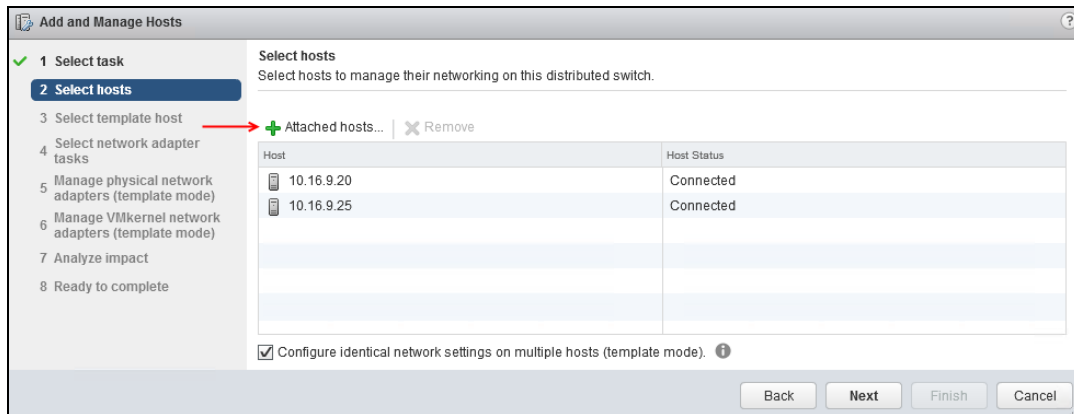 Add and Manage Hosts
?
1 Select task
2 Select hosts
3 Select template host
4 Select network adapter
tasks
5 Manage physical network
adapters (template mode)
6 Manage VMkernel network
adapters (template mode)
7 Analyze impact
8 Ready to complete
Select hosts
Select hosts to manage their networking on this distributed switch.
Attached hosts... Remove
Host Host Status
10.16.9.20 Connected
10.16.9.25 Connected
Configure identical network settings on multiple hosts (template mode).
Back Next Finish Cancel